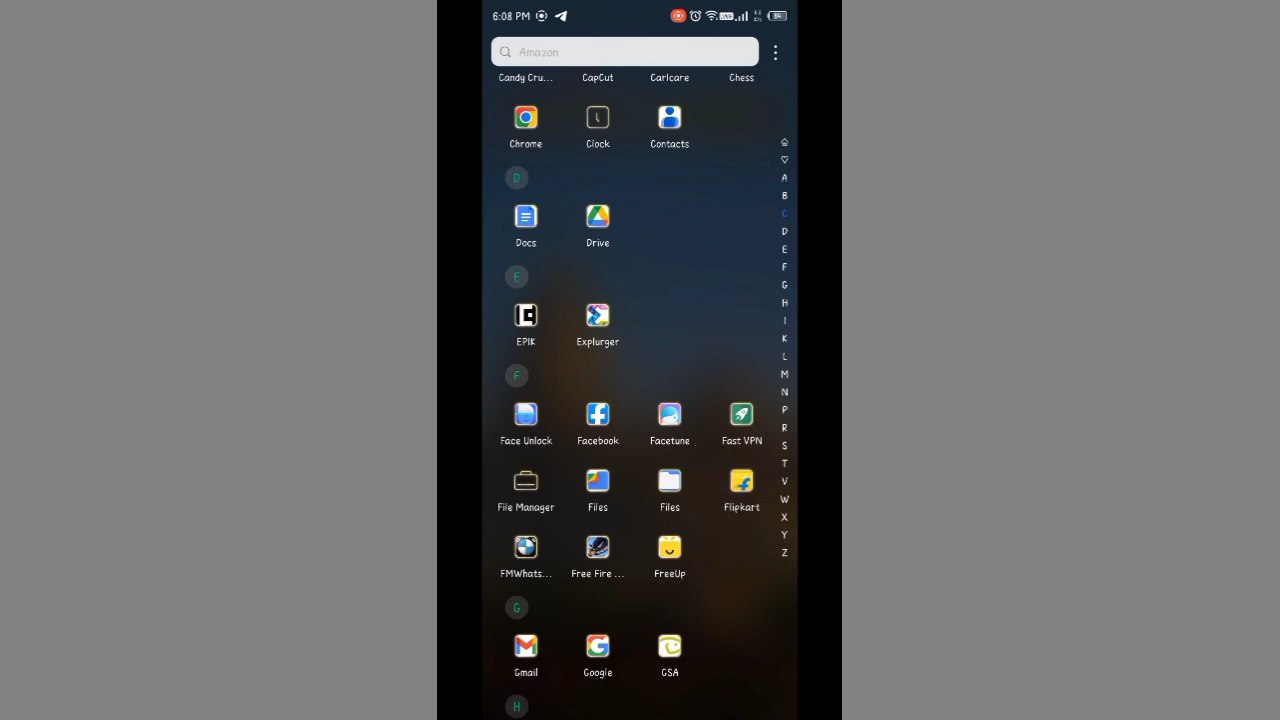 6:08 PM
Amazon
Candy Cru... CapCut Carlcare Chess
Chrome Clock Contacts
D
Docs Drive
E
EPIK Explurger
F
Face Unlock Facebook Facetune Fast VPN
File Manager Files Files Flipkart
FMWhats... Free Fire ... FreeUp
G
Gmail Google GSA
H
A
B
C
D
E
F
G
H
I
K
L
M
N
P
R
S
T
V
W
X
Y
Z